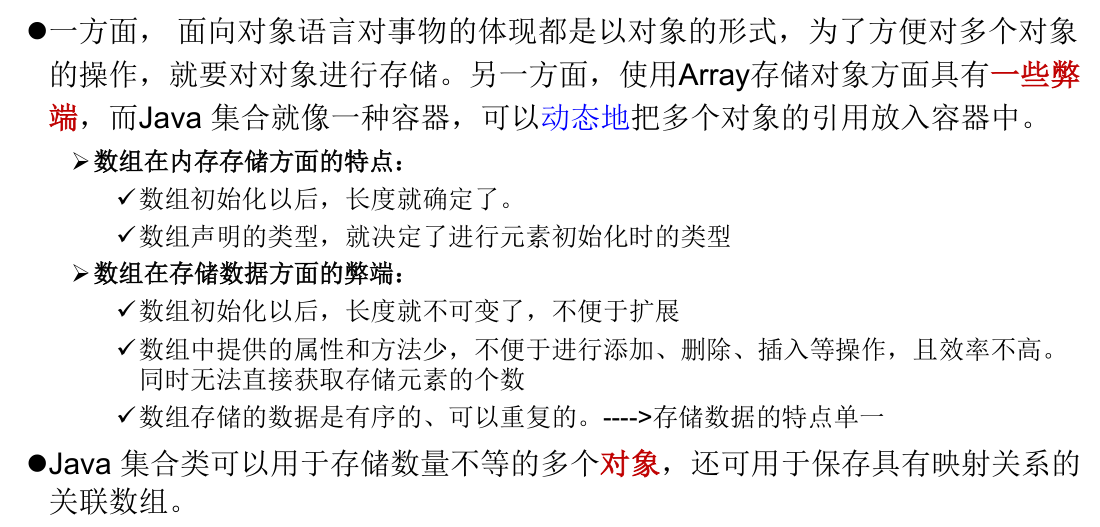 ●一方面， 面向对象语言对事物的体现都是以对象的形式，为了方便对多个对象
的操作，就要对对象进行存储。另一方面，使用Array存储对象方面具有一些弊
端，而Java 集合就像一种容器，可以动态地把多个对象的引用放入容器中。
➢数组在内存存储方面的特点：
✓数组初始化以后，长度就确定了。
✓数组声明的类型，就决定了进行元素初始化时的类型
➢数组在存储数据方面的弊端：
✓数组初始化以后，长度就不可变了，不便于扩展
✓数组中提供的属性和方法少，不便于进行添加、删除、插入等操作，且效率不高。
同时无法直接获取存储元素的个数
✓数组存储的数据是有序的、可以重复的。---->存储数据的特点单一
●Java 集合类可以用于存储数量不等的多个对象，还可用于保存具有映射关系的
关联数组。